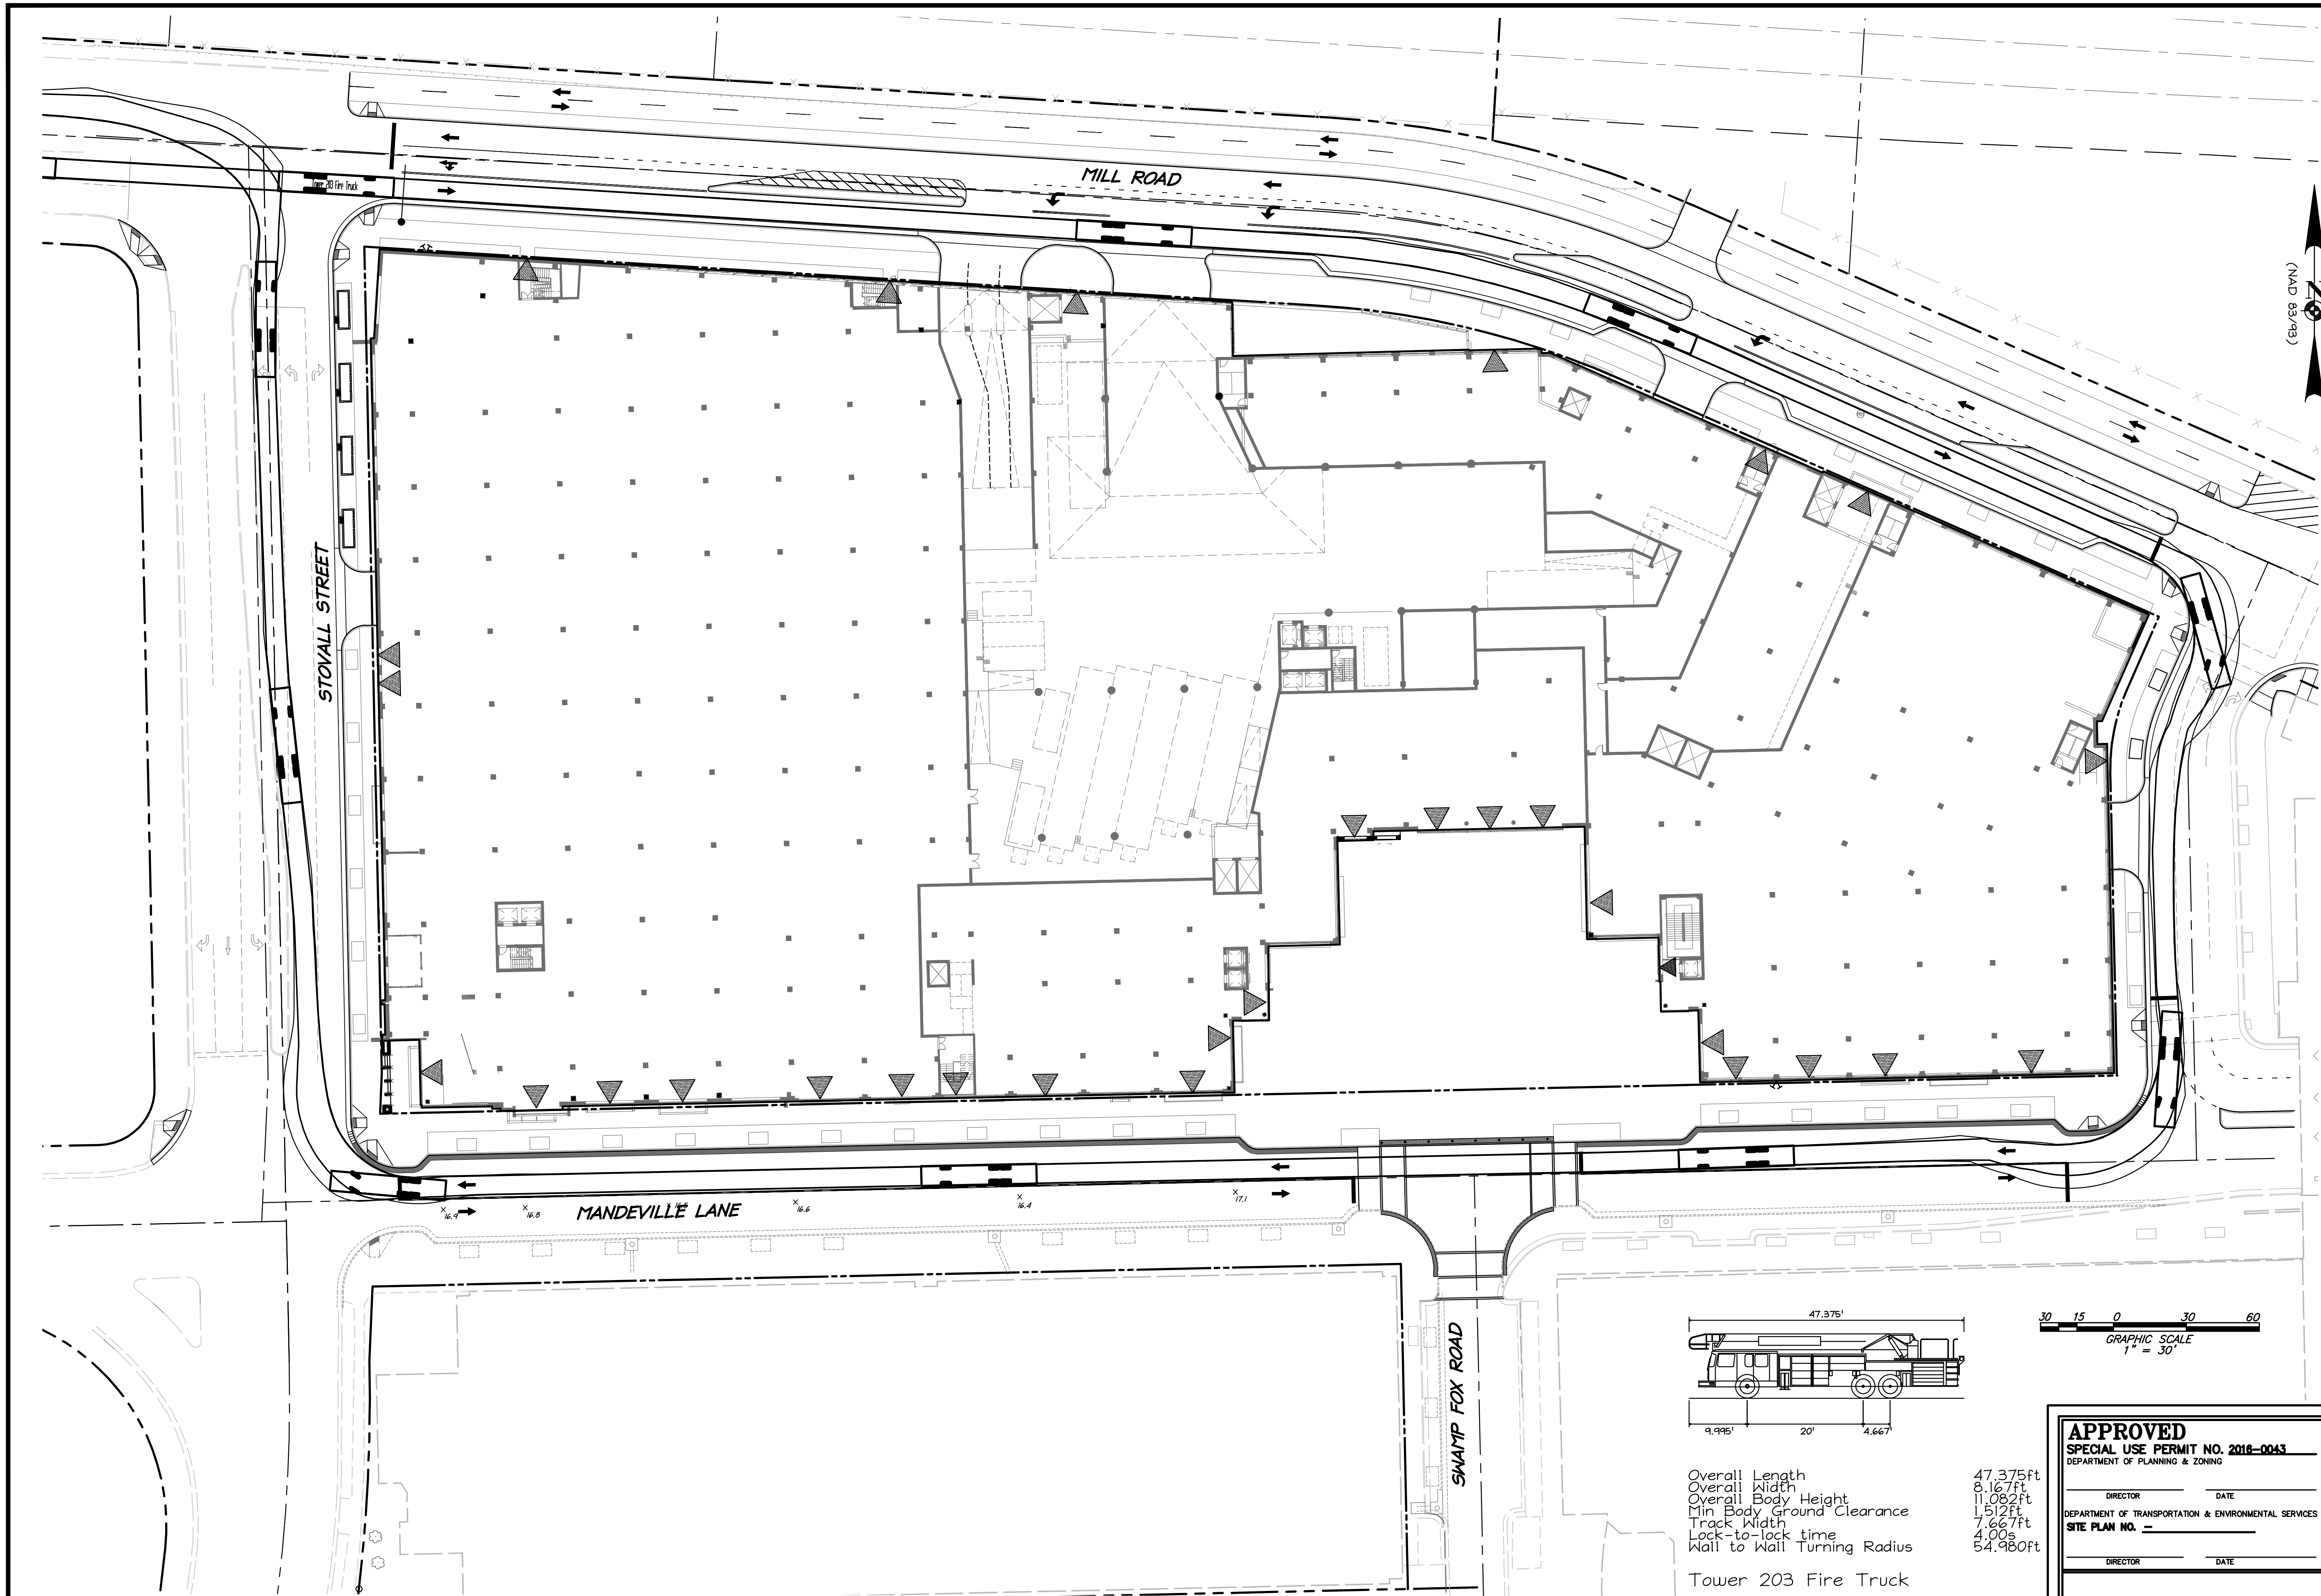 MILL ROAD
Tower 203 Fire Truck
(NAD 83/93)
N
STOVALL STREET
MANDEVILLE LANE
16.9
16.8
16.6
16.4
17.1
SWAMP FOX ROAD
47.375'
9.995' 20' 4.667'
30 15 0 30 60
GRAPHIC SCALE
1" = 30'
Overall Length 47.375ft
Overall Width 8.167ft
Overall Body Height 11.082ft
Min Body Ground Clearance 1.512ft
Track Width 7.667ft
Lock-to-lock time 4.00s
Wall to Wall Turning Radius 54.980ft
Tower 203 Fire Truck
APPROVED
SPECIAL USE PERMIT NO. 2016-0043
DEPARTMENT OF PLANNING & ZONING
DIRECTOR DATE
DEPARTMENT OF TRANSPORTATION & ENVIRONMENTAL SERVICES
SITE PLAN NO. -
DIRECTOR DATE